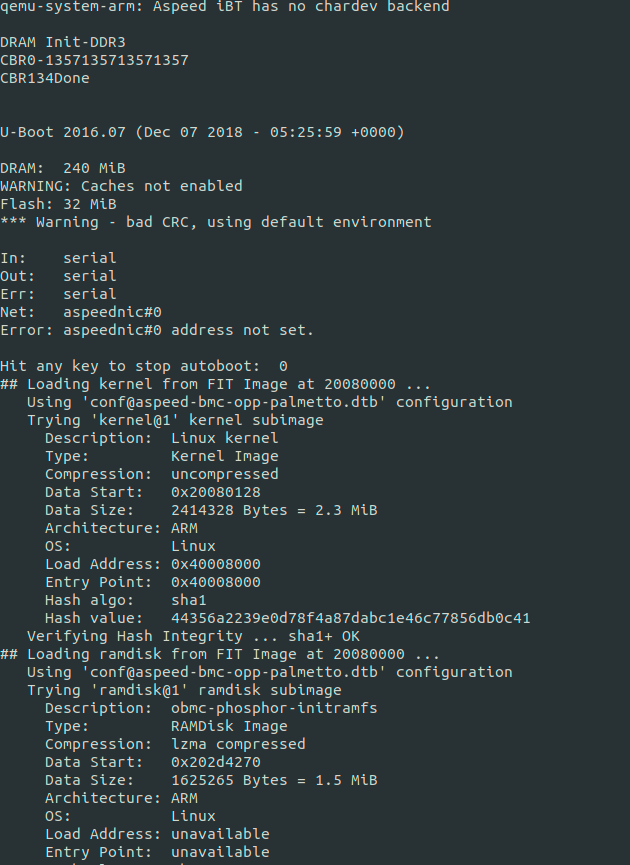 qemu-system-arm: Aspeed iBT has no chardev backend
DRAM Init-DDR3
CBR0-1357135713571357
CBR134Done
U-Boot 2016.07 (Dec 07 2018 - 05:25:59 +0000)
DRAM:  240 MiB
WARNING: Caches not enabled
Flash: 32 MiB
*** Warning - bad CRC, using default environment
In:    serial
Out:   serial
Err:   serial
Net:   aspeednic#0
Error: aspeednic#0 address not set.
Hit any key to stop autoboot:  0
## Loading kernel from FIT Image at 20080000 ...
   Using 'conf@aspeed-bmc-opp-palmetto.dtb' configuration
   Trying 'kernel@1' kernel subimage
     Description:  Linux kernel
     Type:         Kernel Image
     Compression:  uncompressed
     Data Start:   0x20080128
     Data Size:    2414328 Bytes = 2.3 MiB
     Architecture: ARM
     OS:           Linux
     Load Address: 0x40008000
     Entry Point:  0x40008000
     Hash algo:    sha1
     Hash value:   44356a2239e0d78f4a87dabc1e46c77856db0c41
   Verifying Hash Integrity ... sha1+ OK
## Loading ramdisk from FIT Image at 20080000 ...
   Using 'conf@aspeed-bmc-opp-palmetto.dtb' configuration
   Trying 'ramdisk@1' ramdisk subimage
     Description:  obmc-phosphor-initramfs
     Type:         RAMDisk Image
     Compression:  lzma compressed
     Data Start:   0x202d4270
     Data Size:    1625265 Bytes = 1.5 MiB
     Architecture: ARM
     OS:           Linux
     Load Address: unavailable
     Entry Point:  unavailable